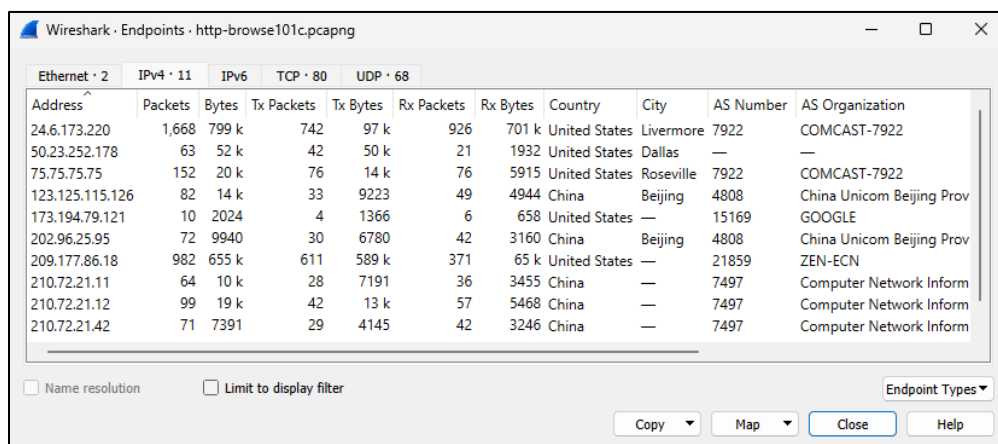 Wireshark · Endpoints · http-browse101c.pcapng
Ethernet · 2 IPv4 · 11 IPv6 TCP · 80 UDP · 68
Address Packets Bytes Tx Packets Tx Bytes Rx Packets Rx Bytes Country City AS Number AS Organization
24.6.173.220 1,668 799 k 742 97 k 926 701 k United States Livermore 7922 COMCAST-7922
50.23.252.178 63 52 k 42 50 k 21 1932 United States Dallas — —
75.75.75.75 152 20 k 76 14 k 76 5915 United States Roseville 7922 COMCAST-7922
123.125.115.126 82 14 k 33 9223 49 4944 China Beijing 4808 China Unicom Beijing Prov
173.194.79.121 10 2024 4 1366 6 658 United States — 15169 GOOGLE
202.96.25.95 72 9940 30 6780 42 3160 China Beijing 4808 China Unicom Beijing Prov
209.177.86.18 982 655 k 611 589 k 371 65 k United States — 21859 ZEN-ECN
210.72.21.11 64 10 k 28 7191 36 3455 China — 7497 Computer Network Inform
210.72.21.12 99 19 k 42 13 k 57 5468 China — 7497 Computer Network Inform
210.72.21.42 71 7391 29 4145 42 3246 China — 7497 Computer Network Inform
Name resolution Limit to display filter Endpoint Types
Copy Map Close Help